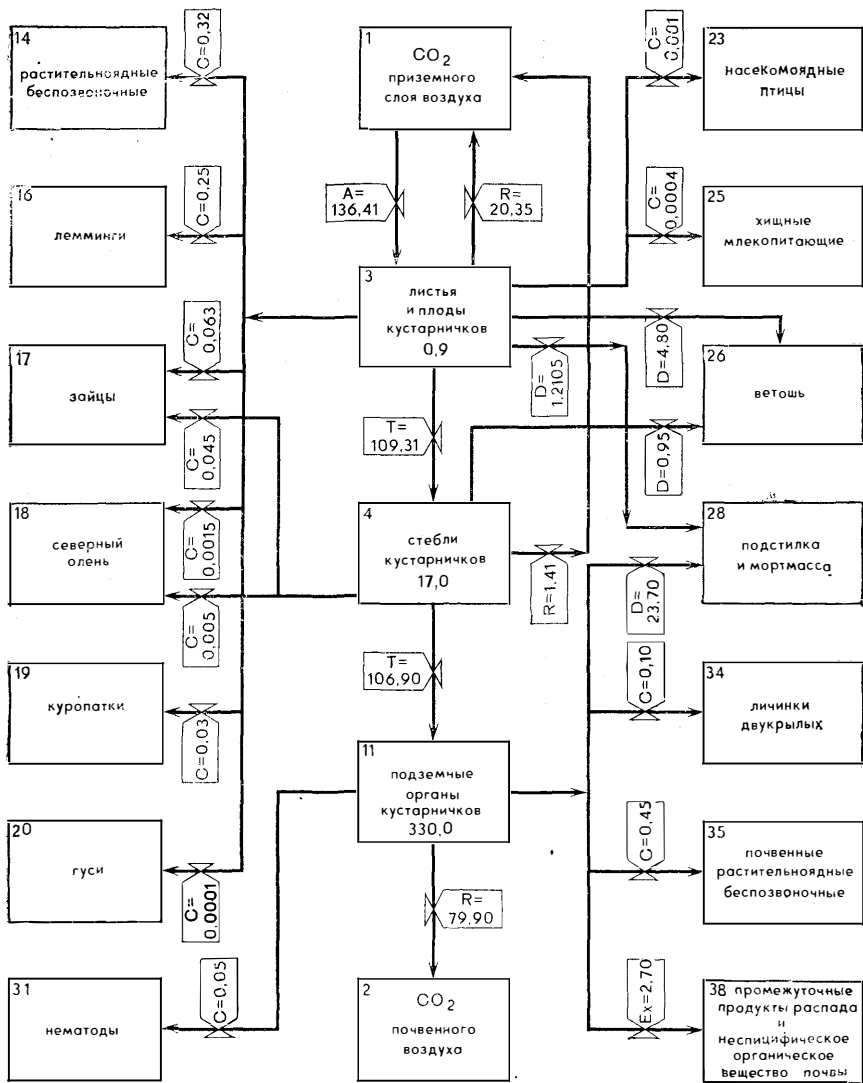 14
растительноядные
беспозвоночные
C=0,32
1
CO2
приземного
слоя воздуха
C=
0,001
23
насекомоядные
птицы
16
лемминги
C=0,25
A=
136,41
R=
20,35
C=
0,0004
25
хищные
млекопитающие
3
листья
и плоды
кустарничков
0,9
17
зайцы
C=
0,063
C=
0,045
D=
1,2105
D=4,80
26
ветошь
T=
109,31
D=0,95
18
северный
олень
C=
0,0015
C=
0,005
4
стебли
кустарничков
17,0
R=1,41
28
подстилка
и мортмасса
D=
23,70
19
куропатки
C=0,03
T=
106,90
C=0,10
34
личинки
двукрылых
11
подземные
органы
кустарничков
330,0
20
гуси
C=
0,0001
C=0,45
35
почвенные
растительноядные
беспозвоночные
R=
79,90
31
нематоды
C=0,05
2
CO2
почвенного
воздуха
Ex=2,70
38 промежуточные
продукты распада
и
неспицифическое
органическое
вещество почвы